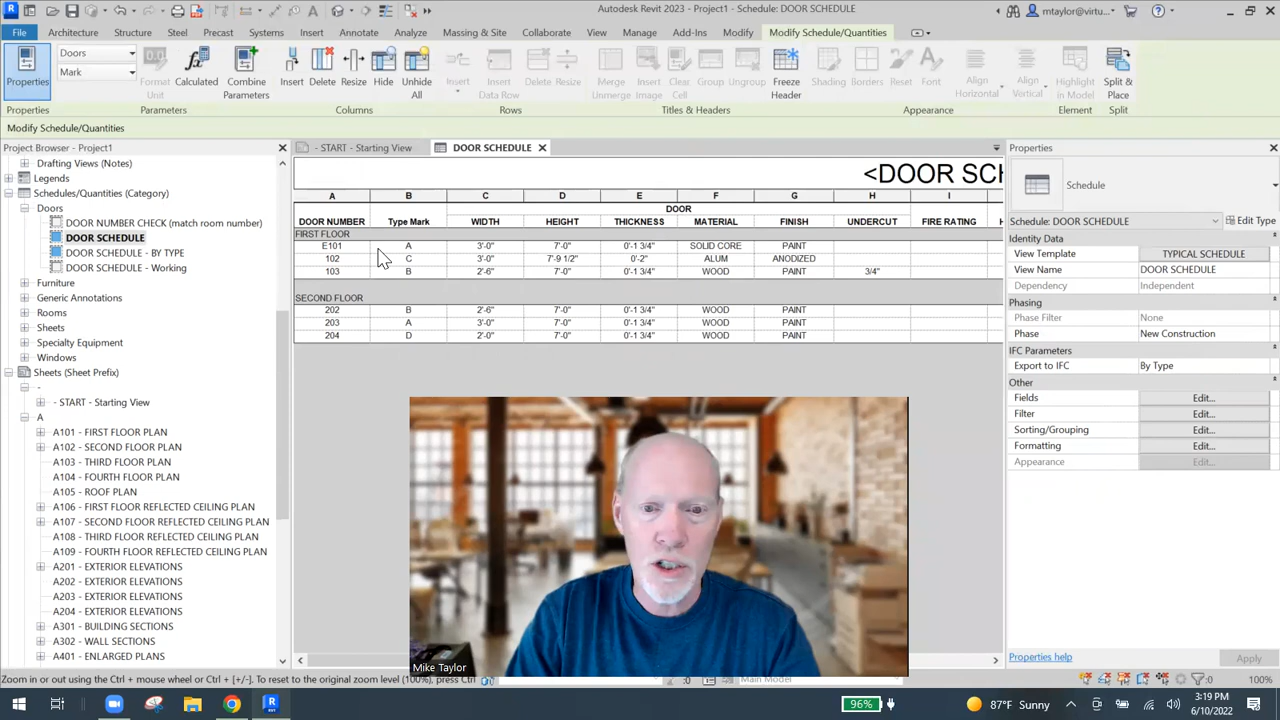 Autodesk Revit 2023 - Project1 - DOOR SCHEDULE
mtaylor@virtu...
File Architecture Structure Steel Precast Systems Insert Annotate Analyze Massing & Site Collaborate View Manage Add-Ins Modify Modify Schedule/Quantities
Properties
Doors
Mark
Format Unit
Calculated
Combine Parameters
Insert Delete Resize Hide Unhide All
Insert
Insert Data Row
Delete Resize
Merge Unmerge
Insert Image
Clear Cell
Group Ungroup
Freeze Header
Shading Borders Reset Font
Align Horizontal
Align Vertical
Highlight in Model
Split & Place
Properties Parameters Columns Rows Titles & Headers Appearance Element Split
Modify Schedule/Quantities
Project Browser - Project1
Drafting Views (Notes)
Legends
Schedules/Quantities (Category)
Doors
DOOR NUMBER CHECK (match room number)
DOOR SCHEDULE
DOOR SCHEDULE - BY TYPE
DOOR SCHEDULE - Working
Furniture
Generic Annotations
Rooms
Sheets
Specialty Equipment
Windows
Sheets (Sheet Prefix)
-
- START - Starting View
A
A101 - FIRST FLOOR PLAN
A102 - SECOND FLOOR PLAN
A103 - THIRD FLOOR PLAN
A104 - FOURTH FLOOR PLAN
A105 - ROOF PLAN
A106 - FIRST FLOOR REFLECTED CEILING PLAN
A107 - SECOND FLOOR REFLECTED CEILING PLAN
A108 - THIRD FLOOR REFLECTED CEILING PLAN
A109 - FOURTH FLOOR REFLECTED CEILING PLAN
A201 - EXTERIOR ELEVATIONS
A202 - EXTERIOR ELEVATIONS
A203 - EXTERIOR ELEVATIONS
A204 - EXTERIOR ELEVATIONS
A301 - BUILDING SECTIONS
A302 - WALL SECTIONS
A401 - ENLARGED PLANS
- START - Starting View DOOR SCHEDULE
<DOOR SCH
A B C D E F G H I
DOOR
DOOR NUMBER Type Mark WIDTH HEIGHT THICKNESS MATERIAL FINISH UNDERCUT FIRE RATING
FIRST FLOOR
E101 A 3'-0" 7'-0" 0'-1 3/4" SOLID CORE PAINT
102 C 3'-0" 7'-9 1/2" 0'-2" ALUM ANODIZED
103 B 2'-6" 7'-0" 0'-1 3/4" WOOD PAINT 3/4"
SECOND FLOOR
202 B 2'-6" 7'-0" 0'-1 3/4" WOOD PAINT
203 A 3'-0" 7'-0" 0'-1 3/4" WOOD PAINT
204 D 2'-0" 7'-0" 0'-1 3/4" WOOD PAINT
Mike Taylor
Properties
Schedule
Schedule: DOOR SCHEDULE Edit Type
Identity Data
View Template TYPICAL SCHEDULE
View Name DOOR SCHEDULE
Dependency Independent
Phasing
Phase Filter None
Phase New Construction
IFC Parameters
Export to IFC By Type
Other
Fields Edit...
Filter Edit...
Sorting/Grouping Edit...
Formatting Edit...
Appearance Edit...
Properties help Apply
Zoom in or out using the Ctrl + mouse wheel or Ctrl + [+/-]. To reset to the original zoom level (100%), press Ctrl
:0 Main Model :0 100%
96% 87°F Sunny 3:19 PM
6/10/2022